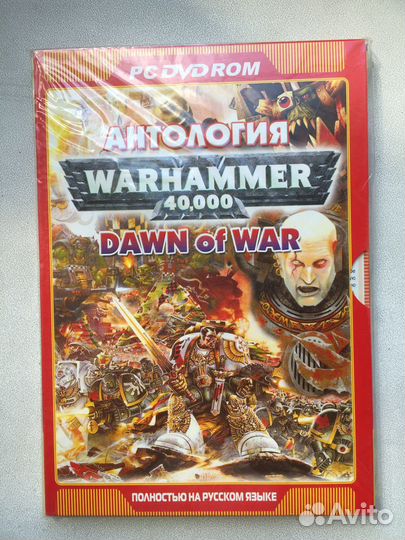 PC DVD ROM
АНТОЛОГИЯ
WARHAMMER
40,000
DAWN of WAR
ПОЛНОСТЬЮ НА РУССКОМ ЯЗЫКЕ
Avito